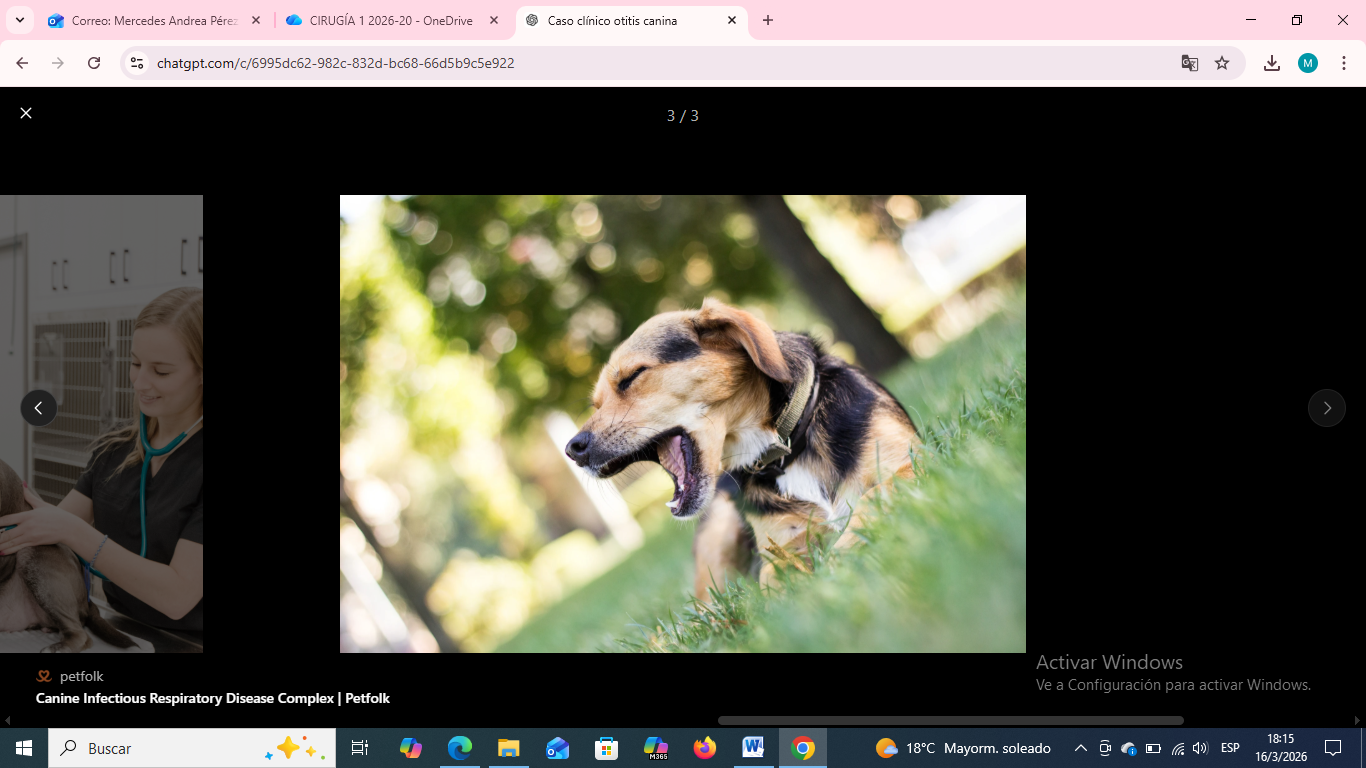 Correo: Mercedes Andrea Pérez
CIRUGÍA 1 2026-20 - OneDrive
Caso clínico otitis canina
chatgpt.com/c/6995dc62-982c-832d-bc68-66d5b9c5e922
M
3 / 3
petfolk
Canine Infectious Respiratory Disease Complex | Petfolk
Activar Windows
Ve a Configuración para activar Windows.
Buscar
M365
18°C Mayorm. soleado
ESP
18:15
16/3/2026